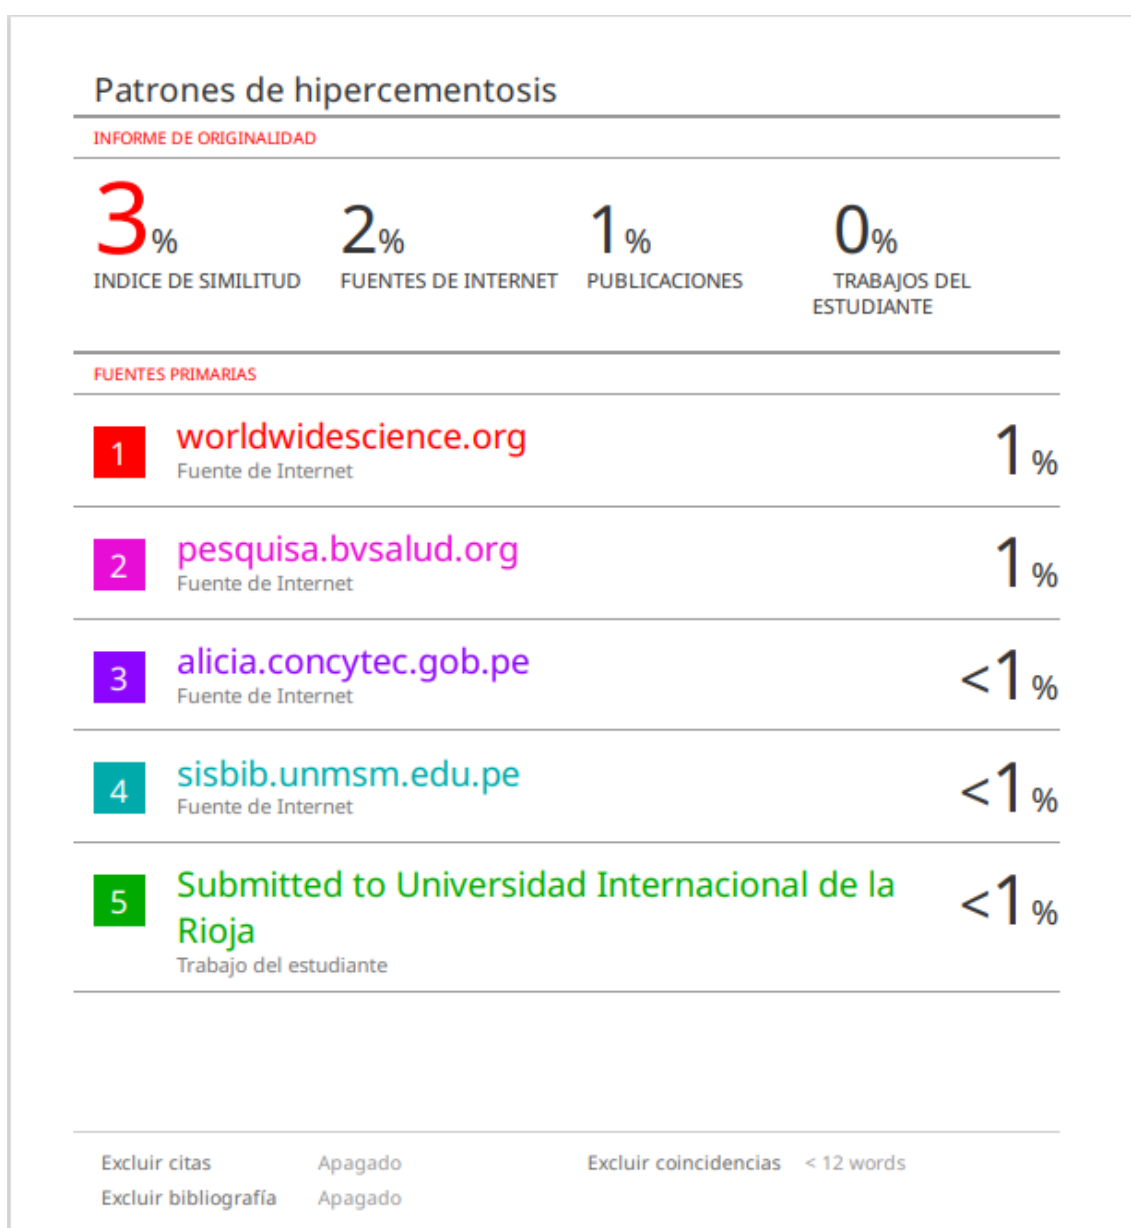 Patrones de hipercementosis
INFORME DE ORIGINALIDAD
3%
INDICE DE SIMILITUD
2%
FUENTES DE INTERNET
1%
PUBLICACIONES
0%
TRABAJOS DEL
ESTUDIANTE
FUENTES PRIMARIAS
1
worldwidescience.org
Fuente de Internet
1%
2
pesquisa.bvsalud.org
Fuente de Internet
1%
3
alicia.concytec.gob.pe
Fuente de Internet
<1%
4
sisbib.unmsm.edu.pe
Fuente de Internet
<1%
5
Submitted to Universidad Internacional de la
Rioja
Trabajo del estudiante
<1%
Excluir citas Apagado
Excluir bibliografía Apagado
Excluir coincidencias < 12 words